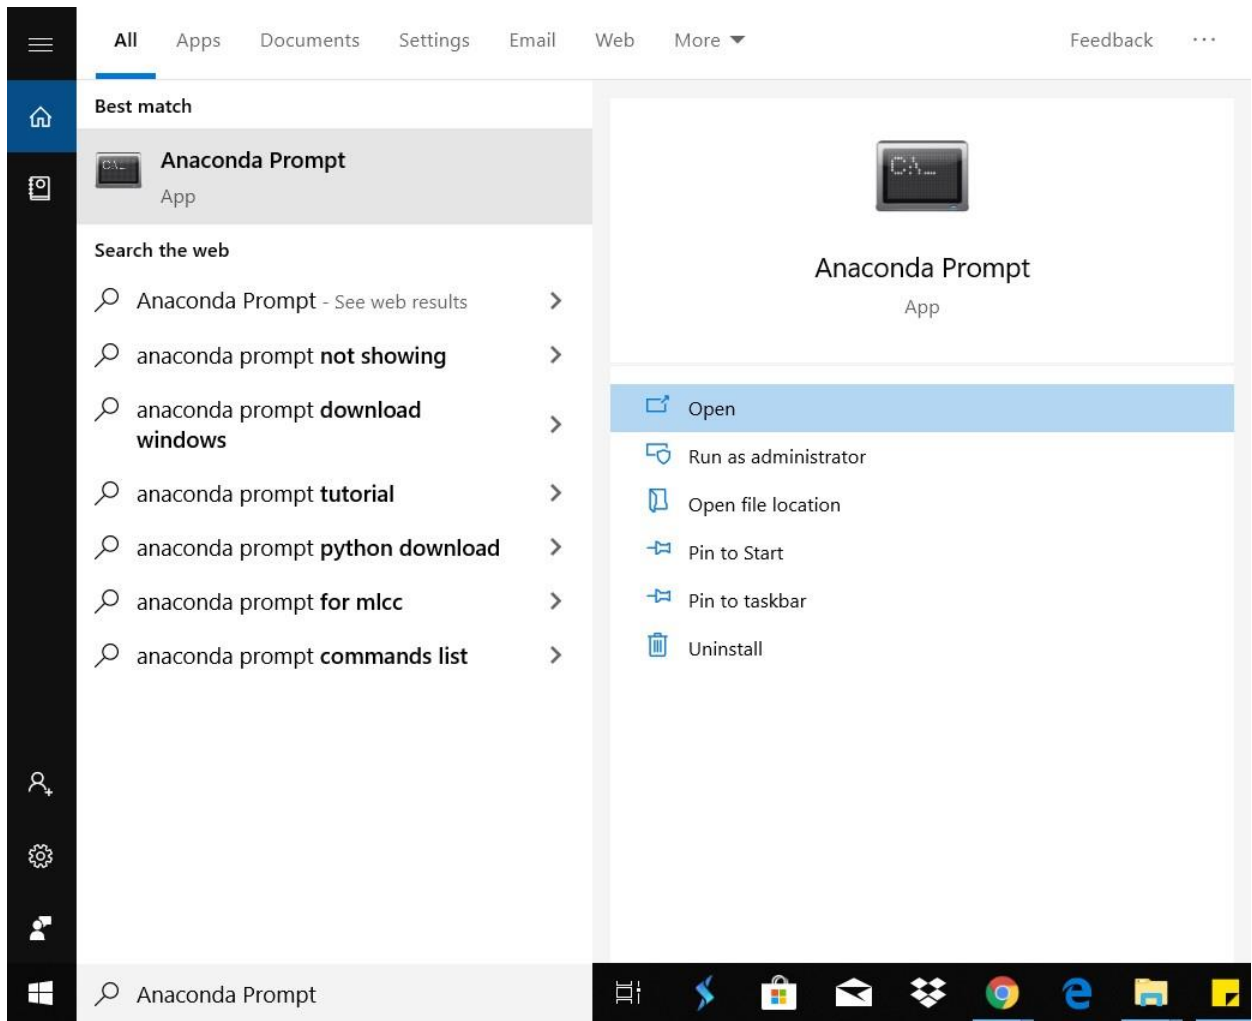 All Apps Documents Settings Email Web More Feedback ...
Best match
Anaconda Prompt
App
Search the web
Anaconda Prompt - See web results
anaconda prompt not showing
anaconda prompt download
windows
anaconda prompt tutorial
anaconda prompt python download
anaconda prompt for mlcc
anaconda prompt commands list
C:\_
Anaconda Prompt
App
Open
Run as administrator
Open file location
Pin to Start
Pin to taskbar
Uninstall
Anaconda Prompt